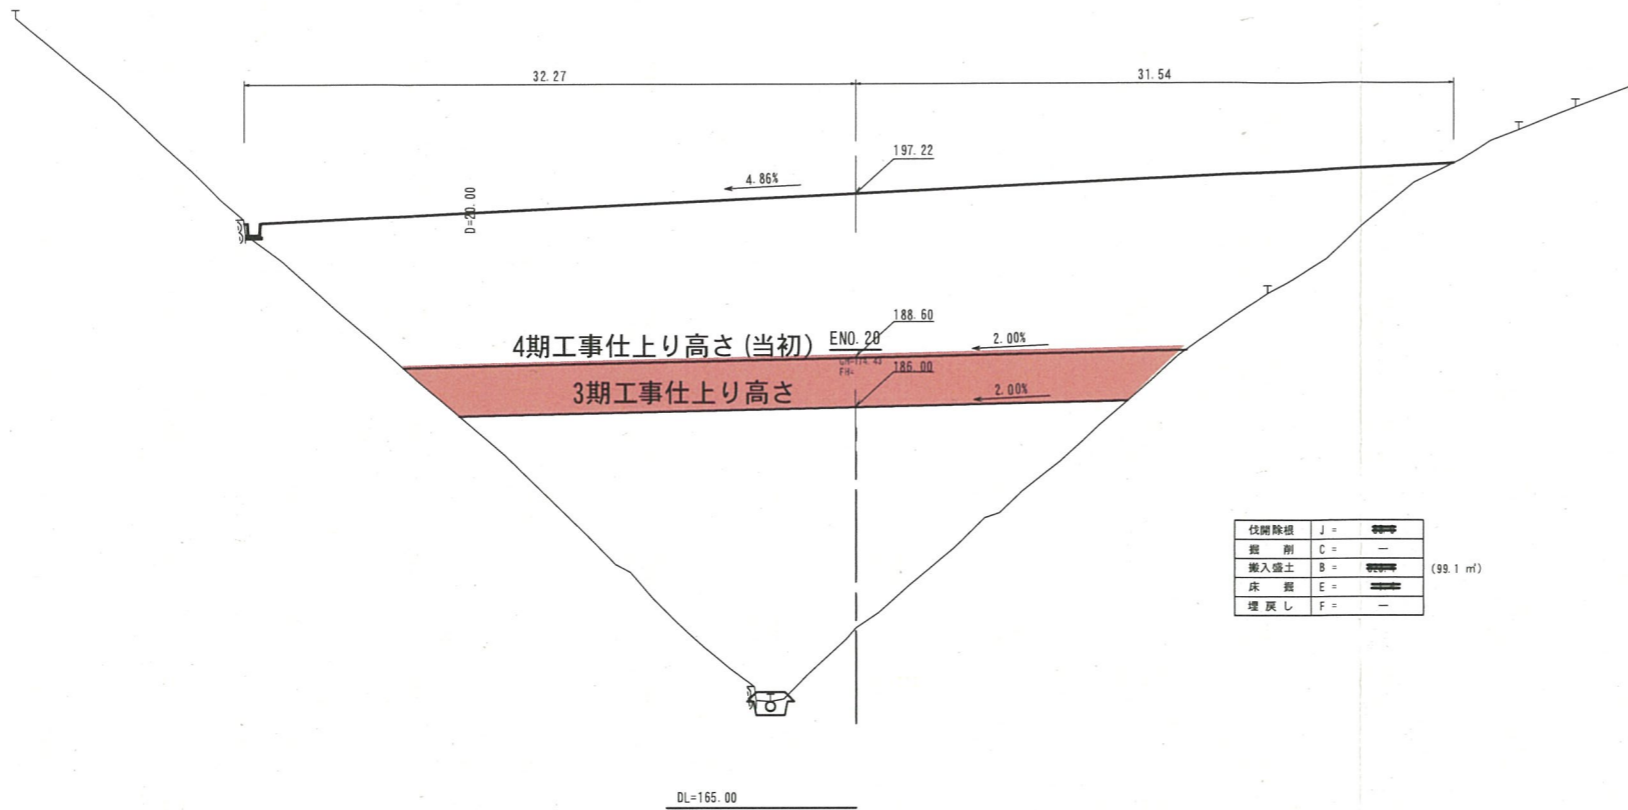 32.27
31.54
197.22
4.86%
D=20.00
188.60
4期工事仕上り高さ(当初)
ENO.20
2.00%
FH=
186.00
3期工事仕上り高さ
2.00%
伐開除根 J =
掘 削 C = —
搬入盛土 B = (99.1 ㎡)
床 掘 E =
埋戻し F = —
DL=165.00